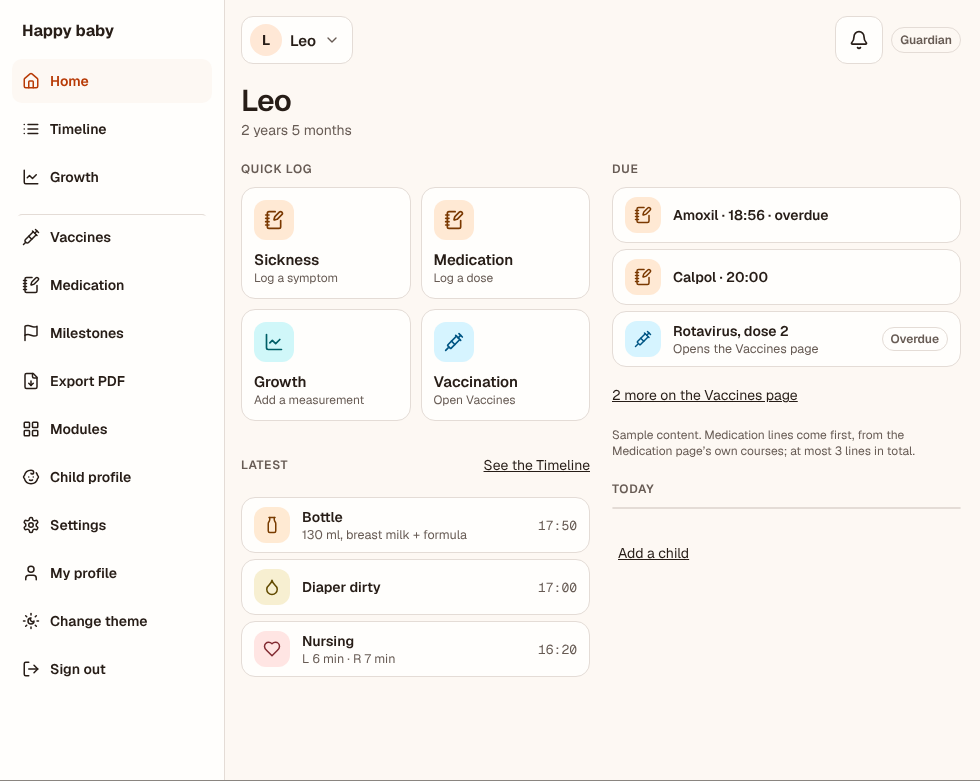 Happy baby
Home
Timeline
Growth
Vaccines
Medication
Milestones
Export PDF
Modules
Child profile
Settings
My profile
Change theme
Sign out
L Leo
Guardian
Leo
2 years 5 months
QUICK LOG
Sickness
Log a symptom
Medication
Log a dose
Growth
Add a measurement
Vaccination
Open Vaccines
LATEST
See the Timeline
Bottle
130 ml, breast milk + formula
17:50
Diaper dirty
17:00
Nursing
L 6 min · R 7 min
16:20
DUE
Amoxil · 18:56 · overdue
Calpol · 20:00
Rotavirus, dose 2
Opens the Vaccines page
Overdue
2 more on the Vaccines page
Sample content. Medication lines come first, from the
Medication page's own courses; at most 3 lines in total.
TODAY
Add a child